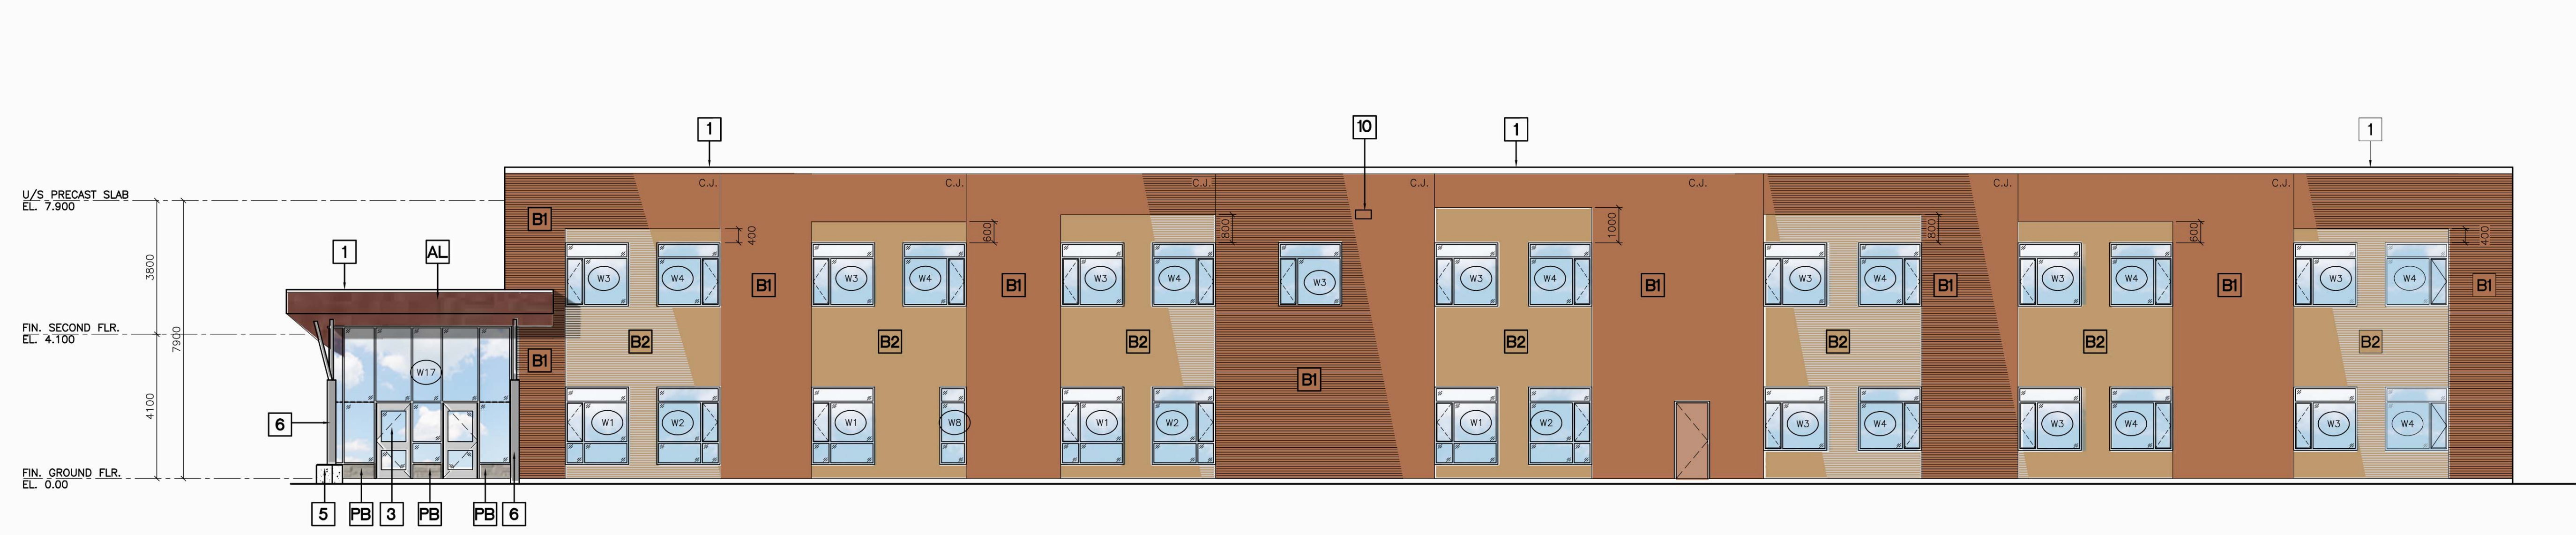 1
10
1
1
U/S PRECAST SLAB
EL. 7.900
C.J. C.J. C.J. C.J. C.J. C.J. C.J.
B1
400 600 800 1000 800 600 400
1 AL
3800
W3 W4 W3 W4 W3 W4 W3 W3 W4 W3 W4 W3 W4 W3 W4
B1 B1 B1 B1 B1 B1
FIN. SECOND FLR.
EL. 4.100
7900
B2 B2 B2 B2 B2 B2 B2
B1
W17
B1
4100
6
W1 W2 W1 W8 W1 W2 W1 W2 W3 W4 W3 W4 W3 W4
FIN. GROUND FLR.
EL. 0.00
5 PB 3 PB PB 6